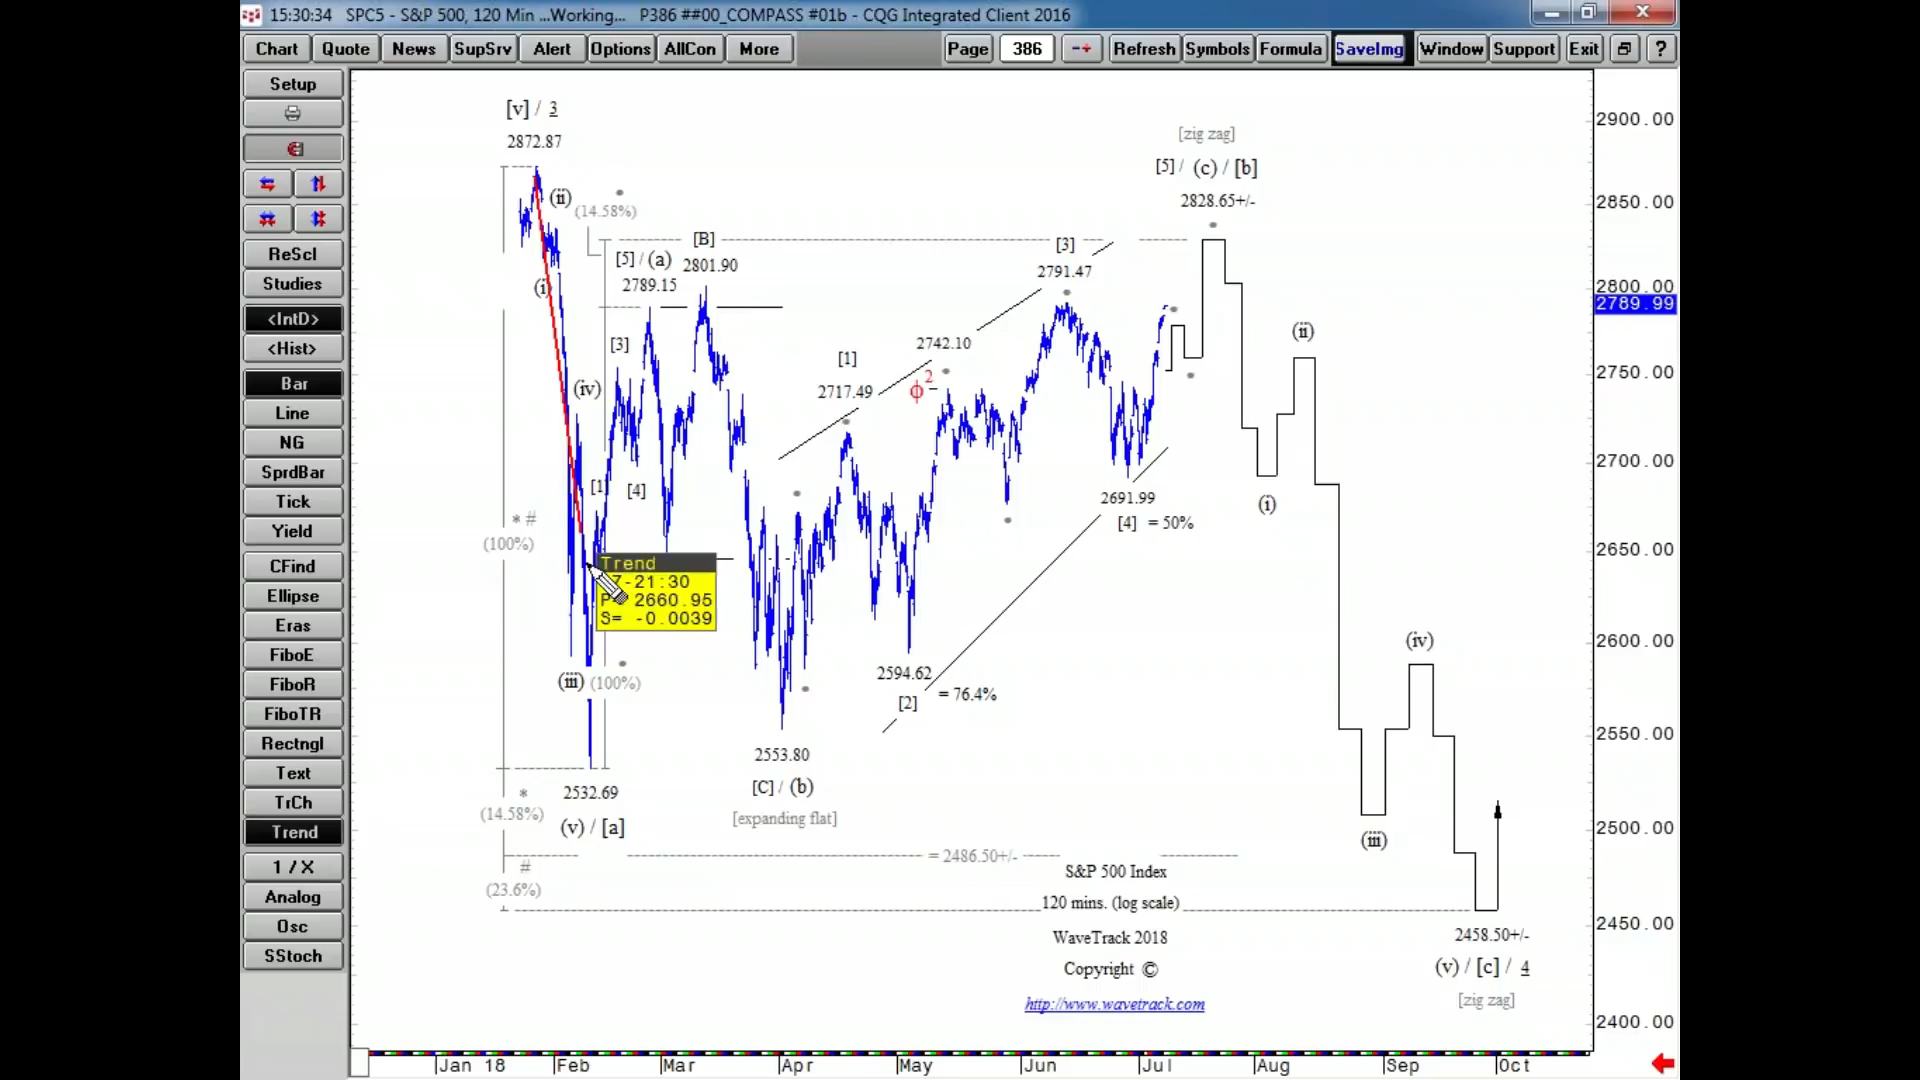 15:30:34 SPC5 - S&P 500, 120 Min ...Working... P386 ##00_COMPASS #01b - CQG Integrated Client 2016
Chart Quote News SupSrv Alert Options AllCon More Page 386 -+ Refresh Symbols Formula SaveImg Window Support Exit ?
Setup
ReScl
Studies
<IntD>
<Hist>
Bar
Line
NG
SprdBar
Tick
Yield
CFind
Ellipse
Eras
FiboE
FiboR
FiboTR
Rectngl
Text
TrCh
Trend
1 / X
Analog
Osc
SStoch
[v] / 3
2872.87
(ii)
(14.58%)
(i)
[5] / (a)
2789.15
[B]
2801.90
[3]
(iv)
[1
[4]
* #
(100%)
Trend
7-21:30
P= 2660.95
S= -0.0039
(iii) (100%)
2532.69
(v) / [a]
*
(14.58%)
#
(23.6%)
2553.80
[C] / (b)
[expanding flat]
[1]
2717.49
2742.10
ϕ 2
2594.62
[2] = 76.4%
[3]
2791.47
2691.99
[4] = 50%
[zig zag]
[5] / (c) / [b]
2828.65+/-
(i)
(ii)
(iii)
(iv)
2458.50+/-
(v) / [c] / 4
[zig zag]
= 2486.50+/-
S&P 500 Index
120 mins. (log scale)
WaveTrack 2018
Copyright ©
http://www.wavetrack.com
2900.00
2850.00
2800.00
2789.99
2750.00
2700.00
2650.00
2600.00
2550.00
2500.00
2450.00
2400.00
Jan 18 Feb Mar Apr May Jun Jul Aug Sep Oct